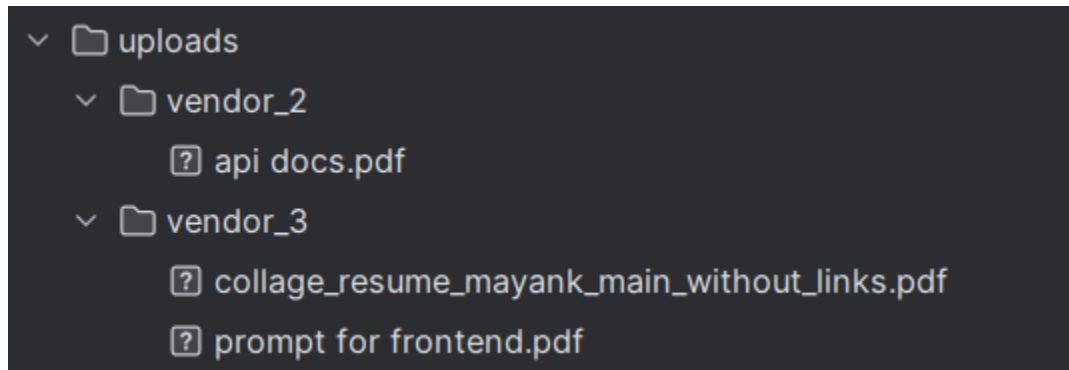 uploads
vendor_2
api docs.pdf
vendor_3
collage_resume_mayank_main_without_links.pdf
prompt for frontend.pdf